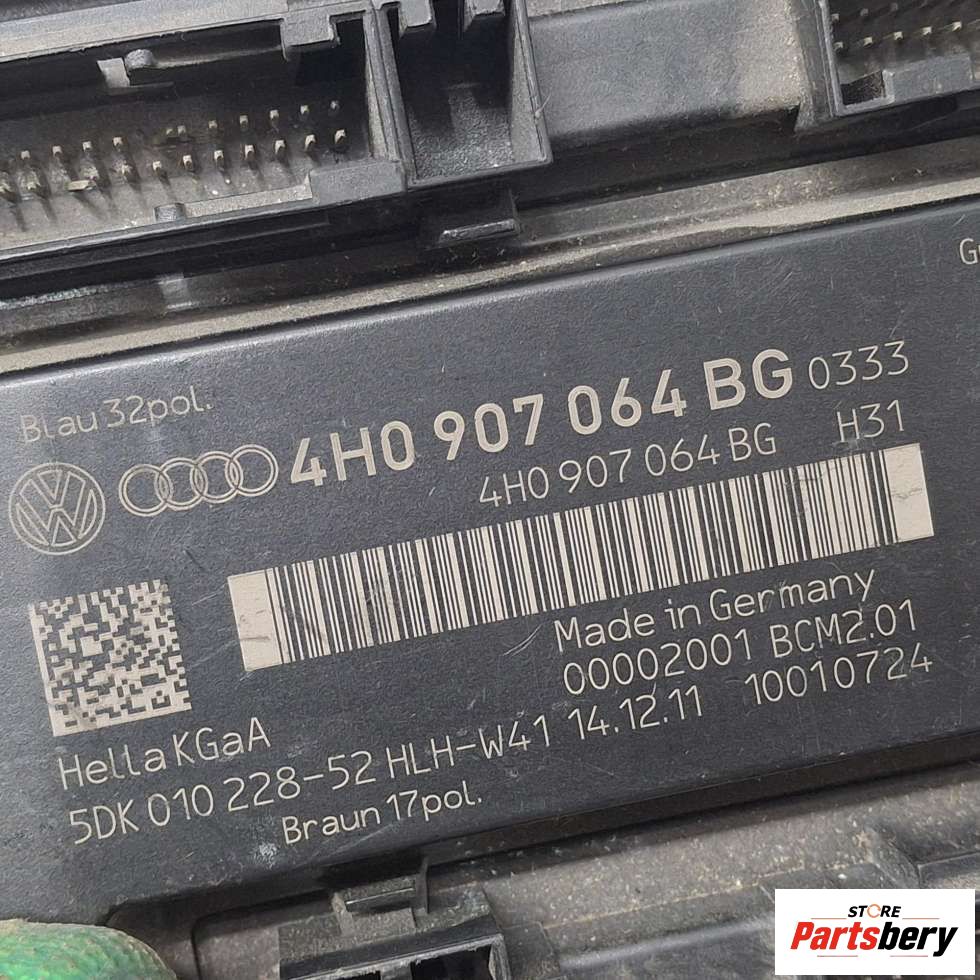 Blau 32pol.
4H0 907 064 BG 0333
4H0 907 064 BG H31
Made in Germany
00002001 BCM2.01
Hella KGaA
5DK 010 228-52 HLH-W41 14.12.11 10010724
Braun 17pol.
STORE
Partsbery